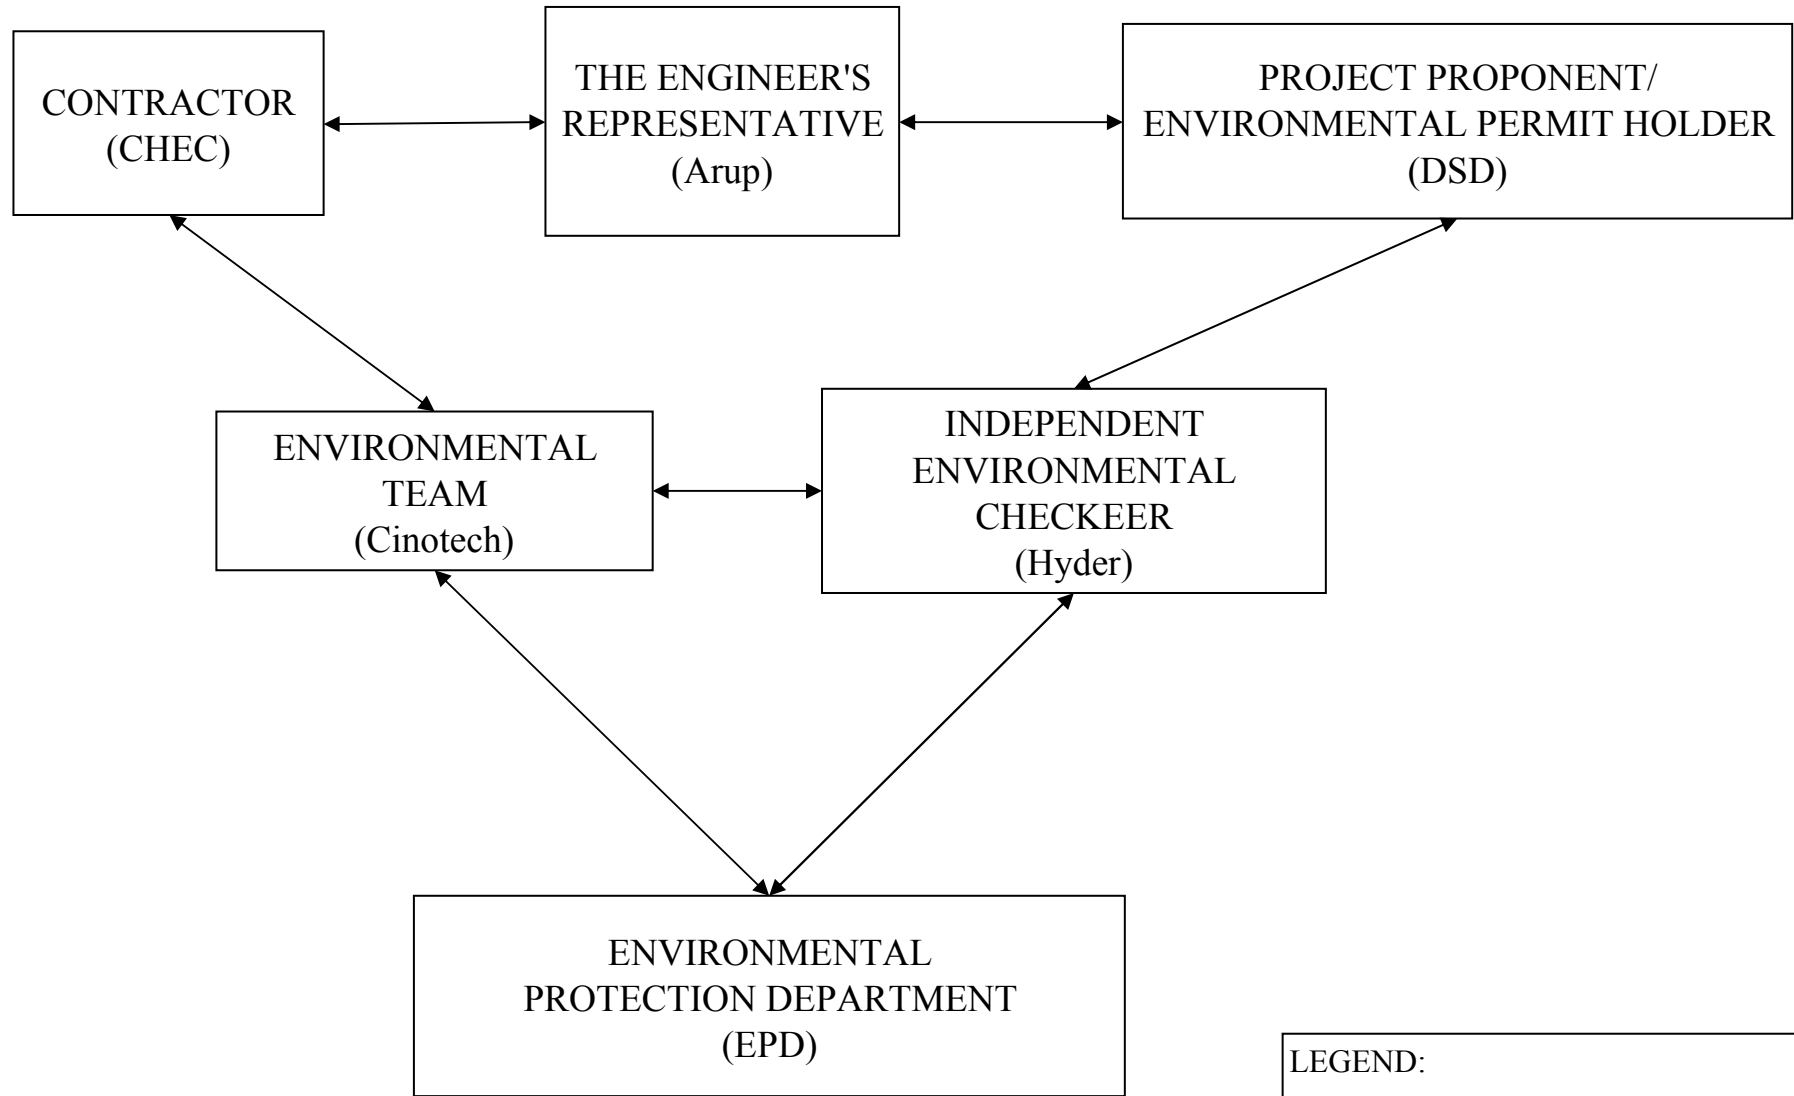 CONTRACTOR
(CHEC)
THE ENGINEER'S
REPRESENTATIVE
(Arup)
PROJECT PROPONENT/
ENVIRONMENTAL PERMIT HOLDER
(DSD)
ENVIRONMENTAL
TEAM
(Cinotech)
INDEPENDENT
ENVIRONMENTAL
CHECKEER
(Hyder)
ENVIRONMENTAL
PROTECTION DEPARTMENT
(EPD)
LEGEND: